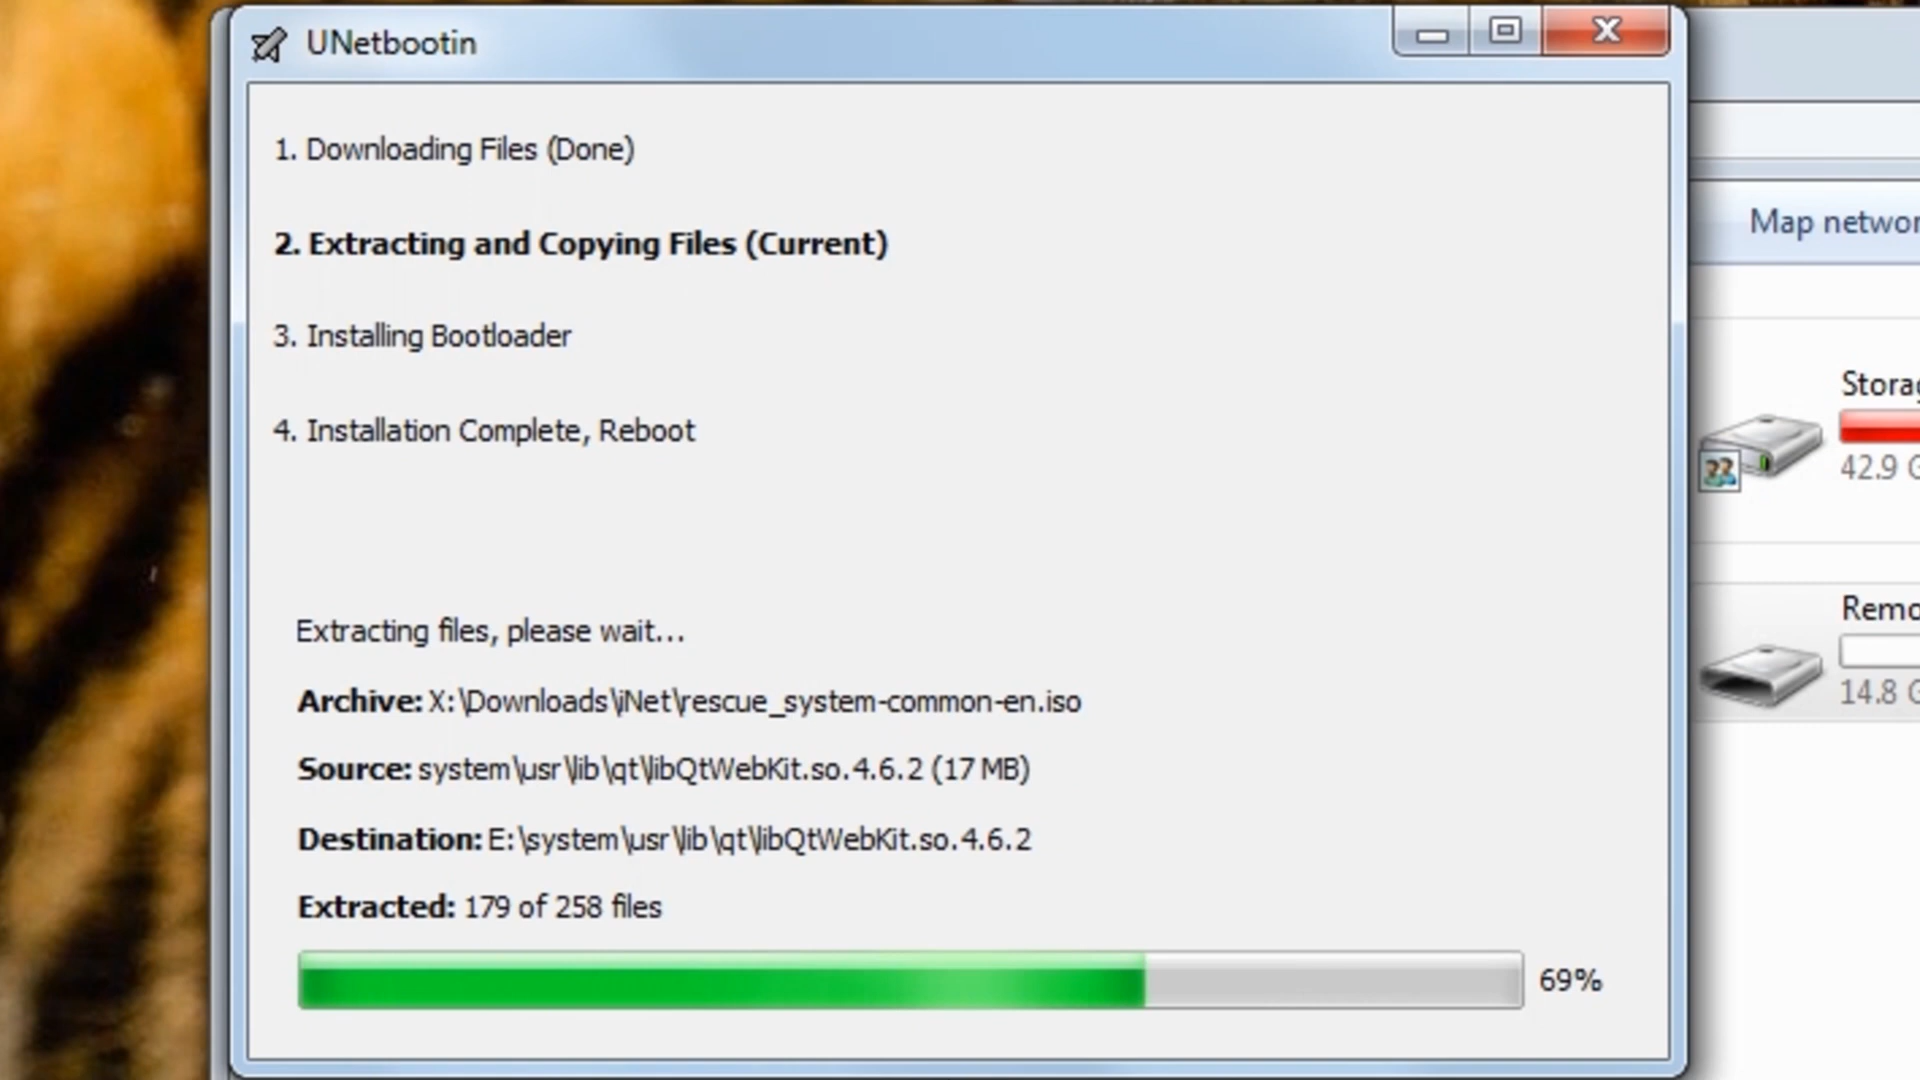 UNetbootin
1. Downloading Files (Done)
2. Extracting and Copying Files (Current)
3. Installing Bootloader
4. Installation Complete, Reboot
Extracting files, please wait...
Archive: X:\Downloads\iNet\rescue_system-common-en.iso
Source: system\usr\lib\qt\libQtWebKit.so.4.6.2 (17 MB)
Destination: E:\system\usr\lib\qt\libQtWebKit.so.4.6.2
Extracted: 179 of 258 files
69%
Map
42.9
14.8